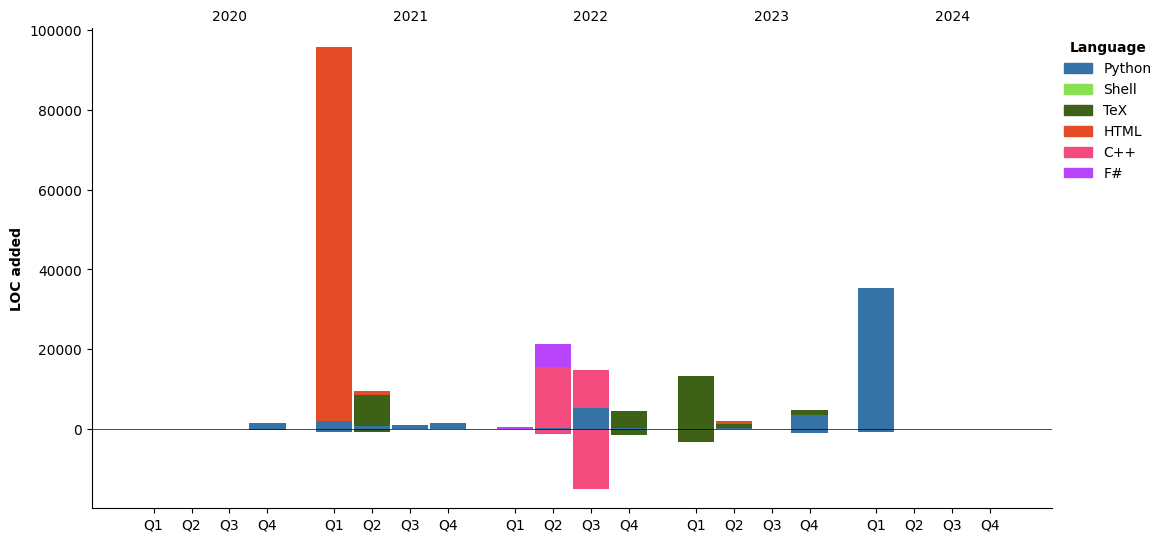 2020 2021 2022 2023 2024
100000
80000
60000
40000
20000
0
LOC added
Language
Python
Shell
TeX
HTML
C++
F#
Q1 Q2 Q3 Q4 Q1 Q2 Q3 Q4 Q1 Q2 Q3 Q4 Q1 Q2 Q3 Q4 Q1 Q2 Q3 Q4